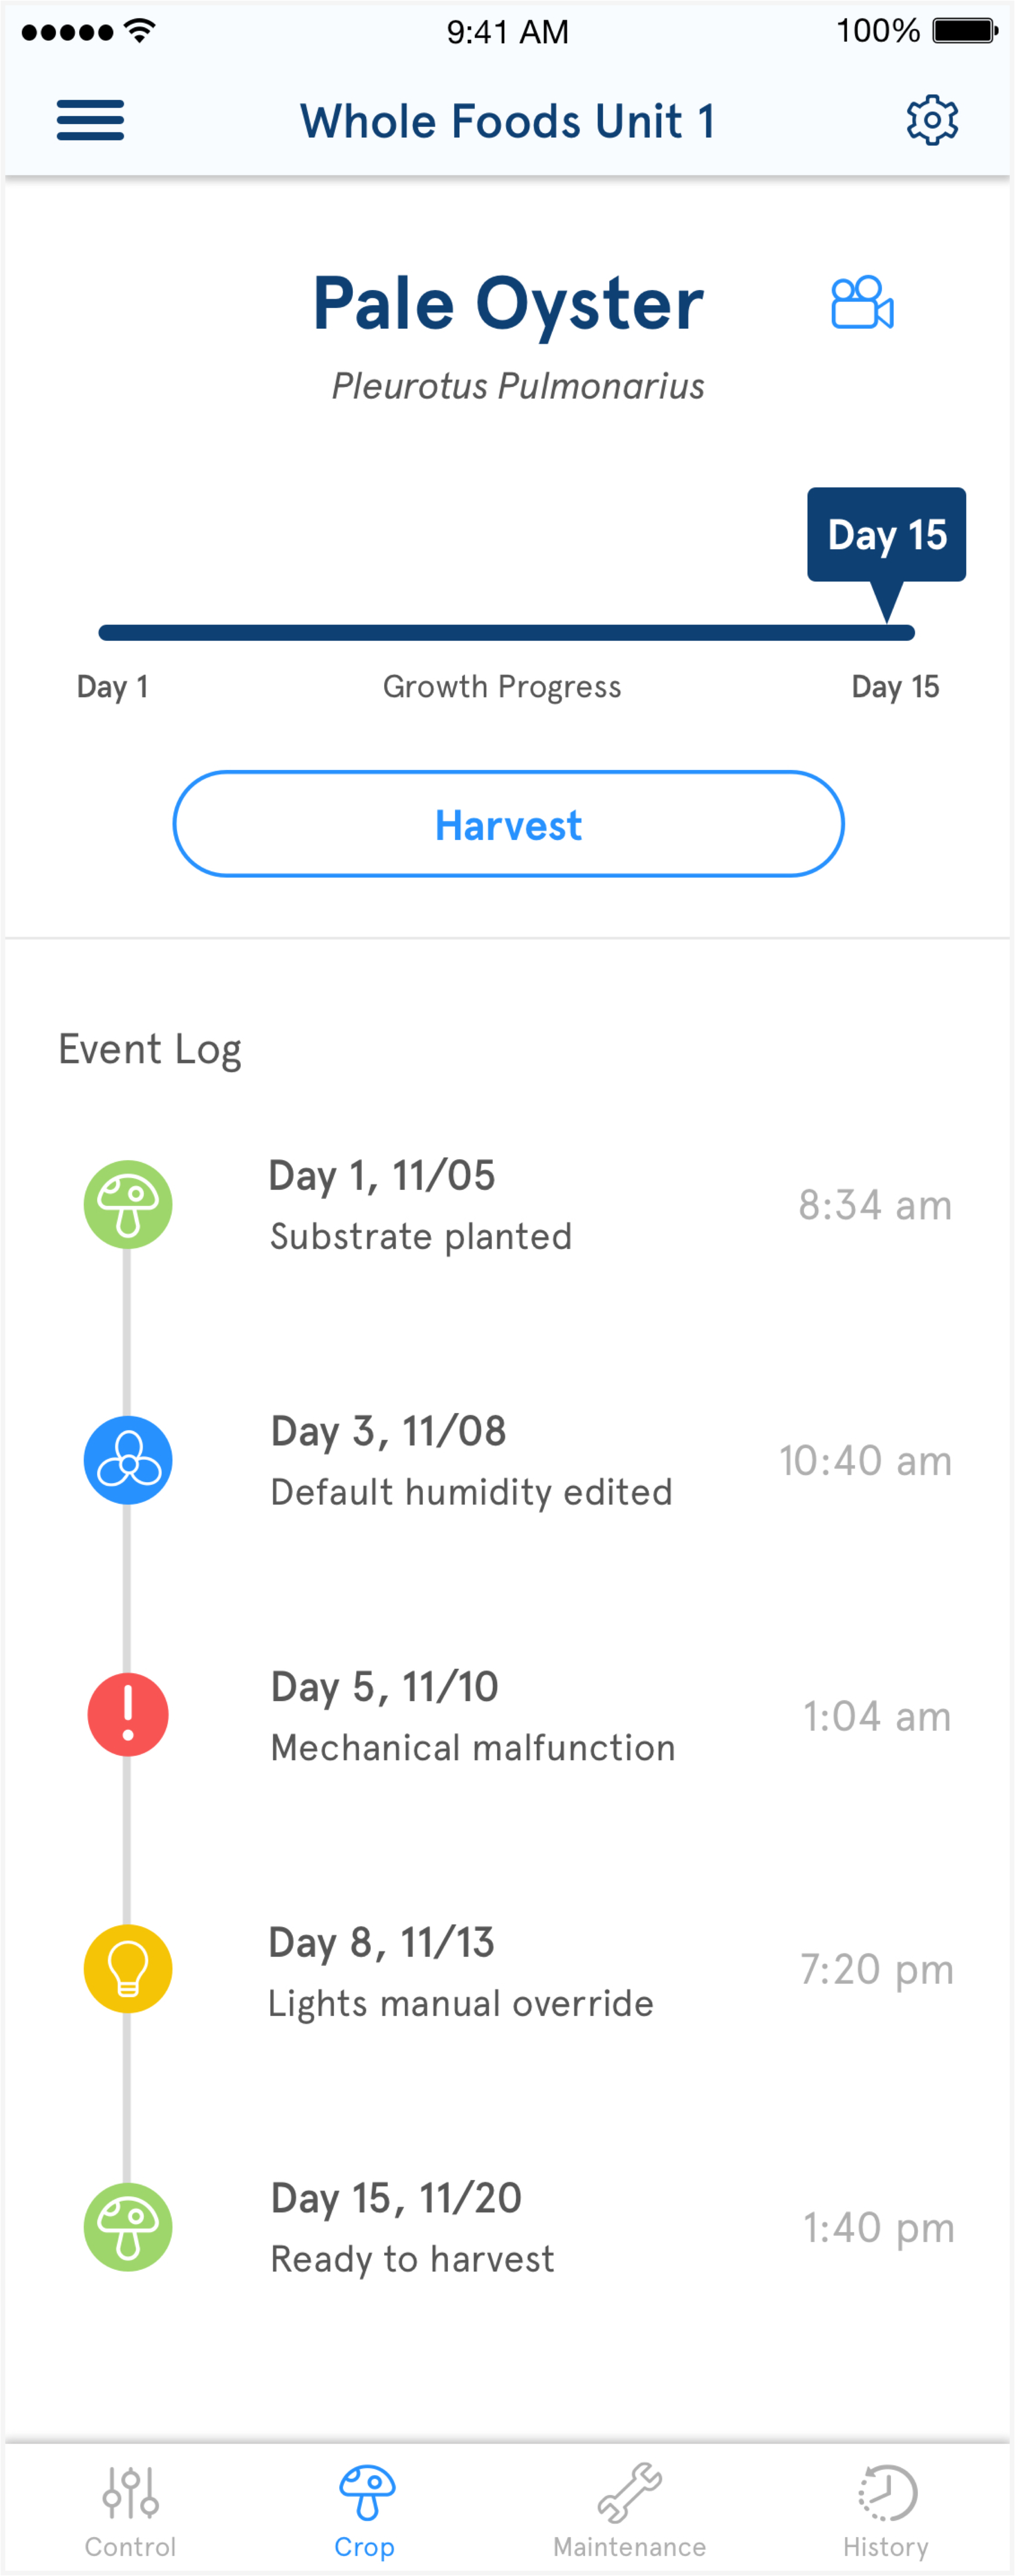 9:41 AM
100%
Whole Foods Unit 1
Pale Oyster
Pleurotus Pulmonarius
Day 15
Day 1
Growth Progress
Day 15
Harvest
Event Log
Day 1, 11/05
Substrate planted
8:34 am
Day 3, 11/08
Default humidity edited
10:40 am
Day 5, 11/10
Mechanical malfunction
1:04 am
Day 8, 11/13
Lights manual override
7:20 pm
Day 15, 11/20
Ready to harvest
1:40 pm
Control
Crop
Maintenance
History